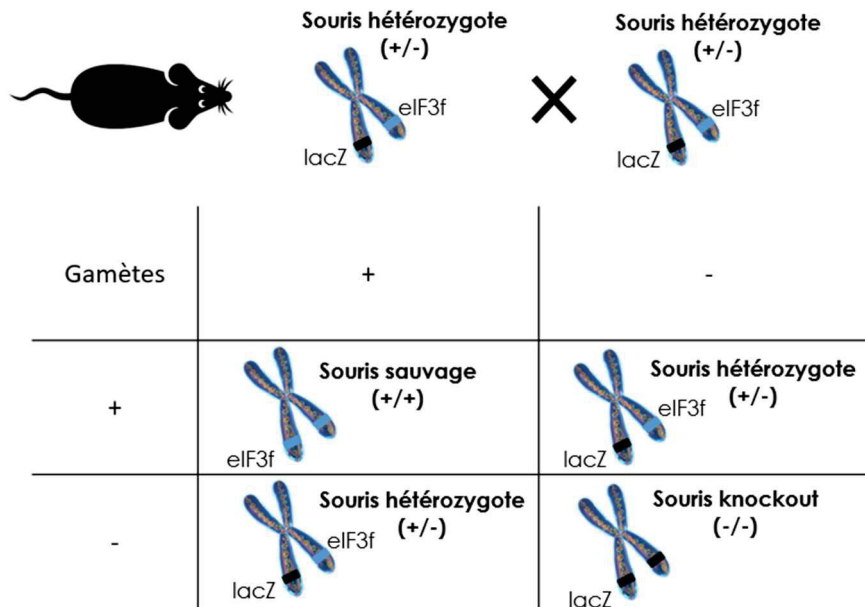 Souris hétérozygote
(+/-)
Souris hétérozygote
(+/-)
eIF3f
lacZ
eIF3f
lacZ
Gamètes
+
-
+
Souris sauvage
(+/+)
eIF3f
Souris hétérozygote
(+/-)
eIF3f
lacZ
-
Souris hétérozygote
(+/-)
eIF3f
lacZ
Souris knockout
(-/-)
lacZ